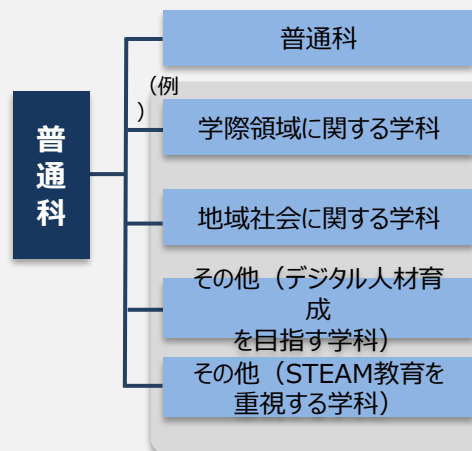 普通科
普通科
（例
）
学際領域に関する学科
地域社会に関する学科
その他（デジタル人材育
成
を目指す学科）
その他（STEAM教育を
重視する学科）